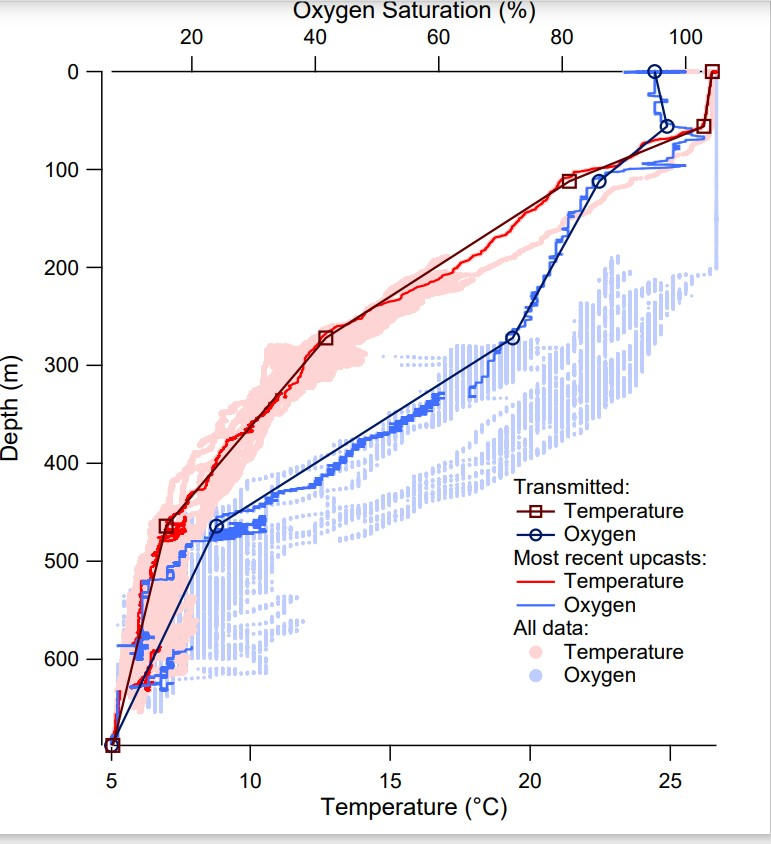 Oxygen Saturation (%)
20 40 60 80 100
0
100
200
300
400
500
600
Depth (m)
Transmitted:
Temperature
Oxygen
Most recent upcasts:
Temperature
Oxygen
All data:
Temperature
Oxygen
5 10 15 20 25
Temperature (°C)